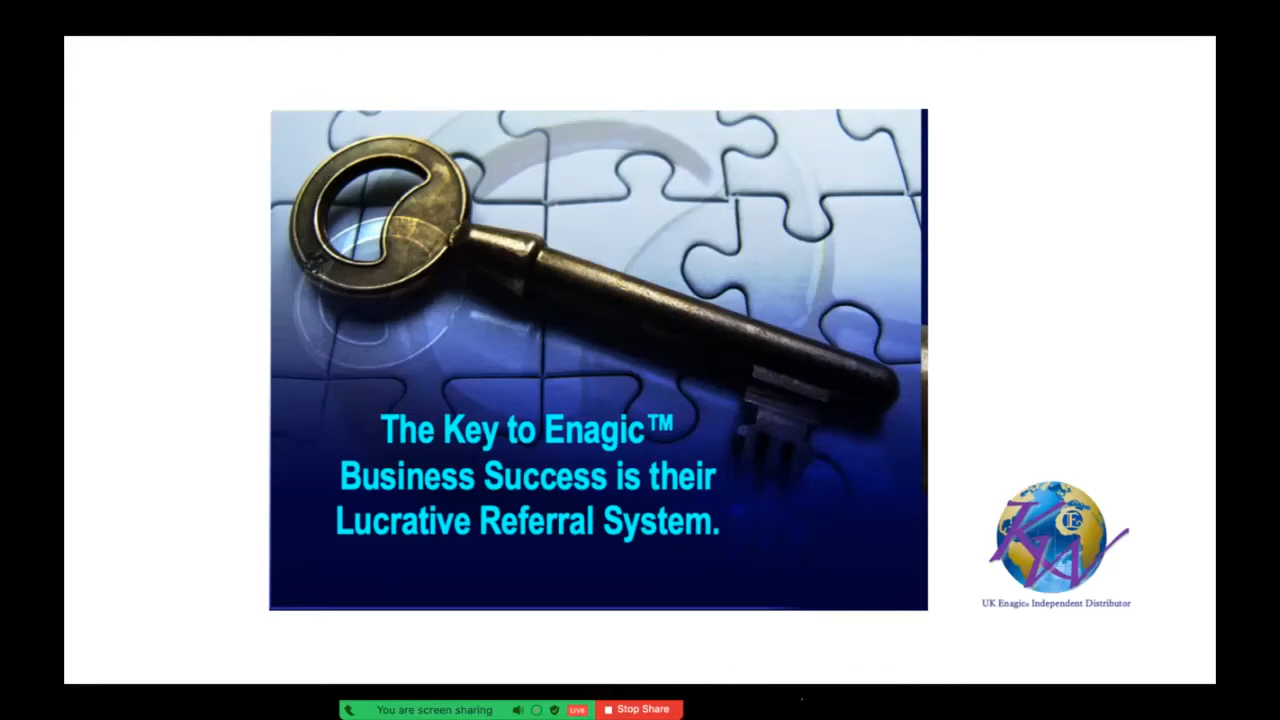 The Key to Enagic™
Business Success is their
Lucrative Referral System.
E
KW
UK Enagic® Independent Distributor
You are screen sharing
LIVE
Stop Share